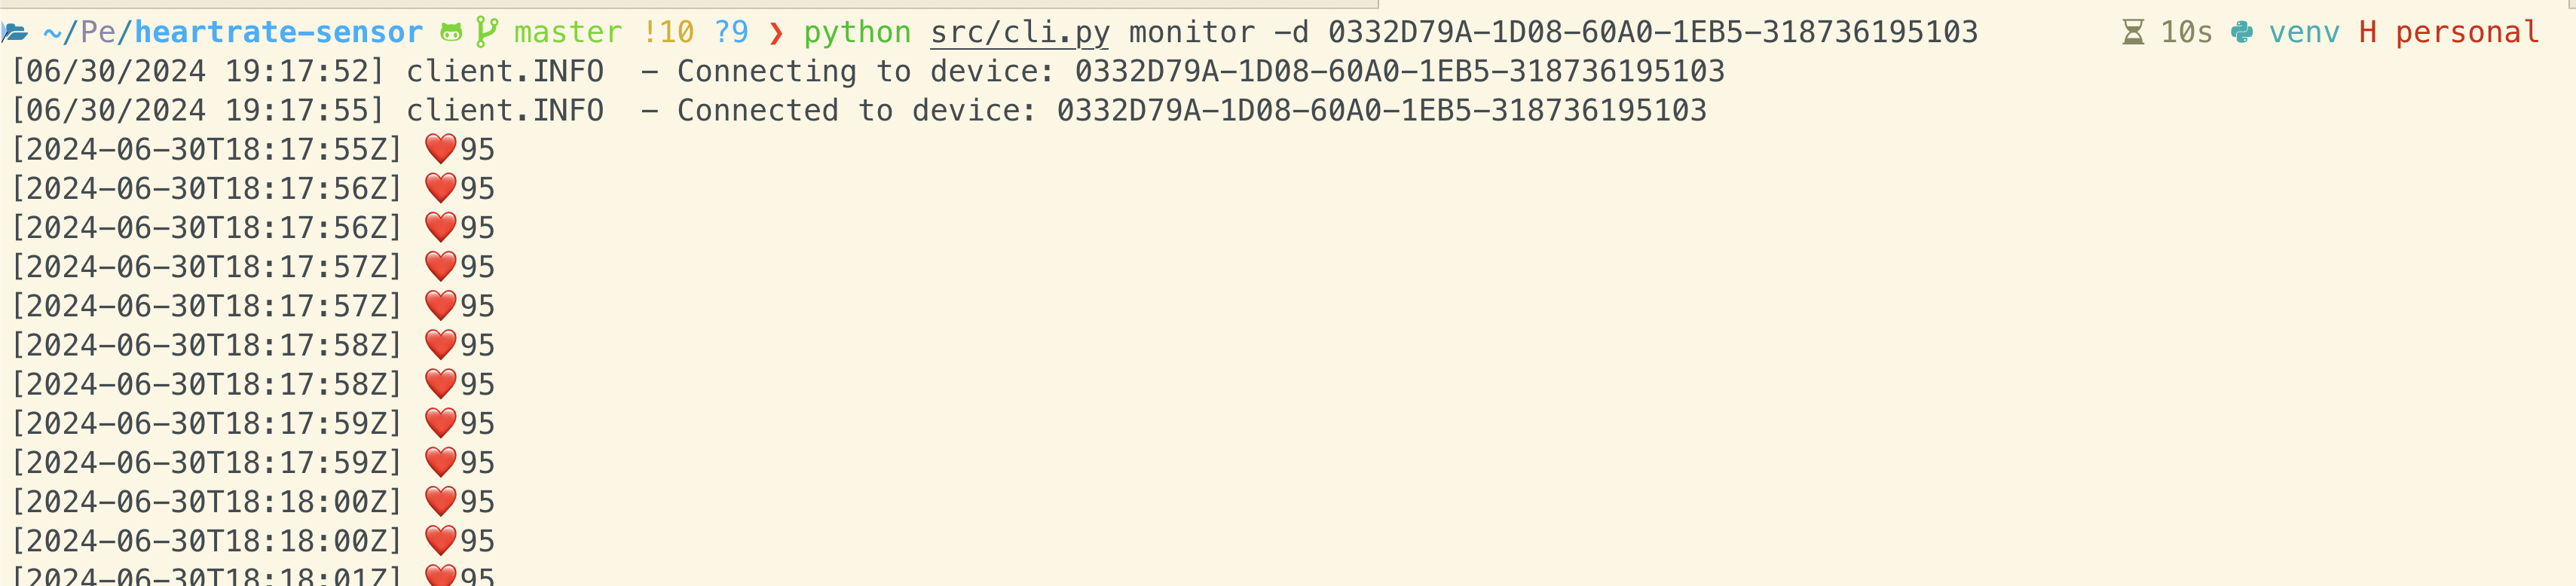 ~/Pe/heartrate-sensor master !10 ?9 ❯ python src/cli.py monitor -d 0332D79A-1D08-60A0-1EB5-318736195103 10s venv H personal
[06/30/2024 19:17:52] client.INFO  - Connecting to device: 0332D79A-1D08-60A0-1EB5-318736195103
[06/30/2024 19:17:55] client.INFO  - Connected to device: 0332D79A-1D08-60A0-1EB5-318736195103
[2024-06-30T18:17:55Z] ❤️95
[2024-06-30T18:17:56Z] ❤️95
[2024-06-30T18:17:56Z] ❤️95
[2024-06-30T18:17:57Z] ❤️95
[2024-06-30T18:17:57Z] ❤️95
[2024-06-30T18:17:58Z] ❤️95
[2024-06-30T18:17:58Z] ❤️95
[2024-06-30T18:17:59Z] ❤️95
[2024-06-30T18:17:59Z] ❤️95
[2024-06-30T18:18:00Z] ❤️95
[2024-06-30T18:18:00Z] ❤️95
[2024-06-30T18:18:01Z] ❤️95